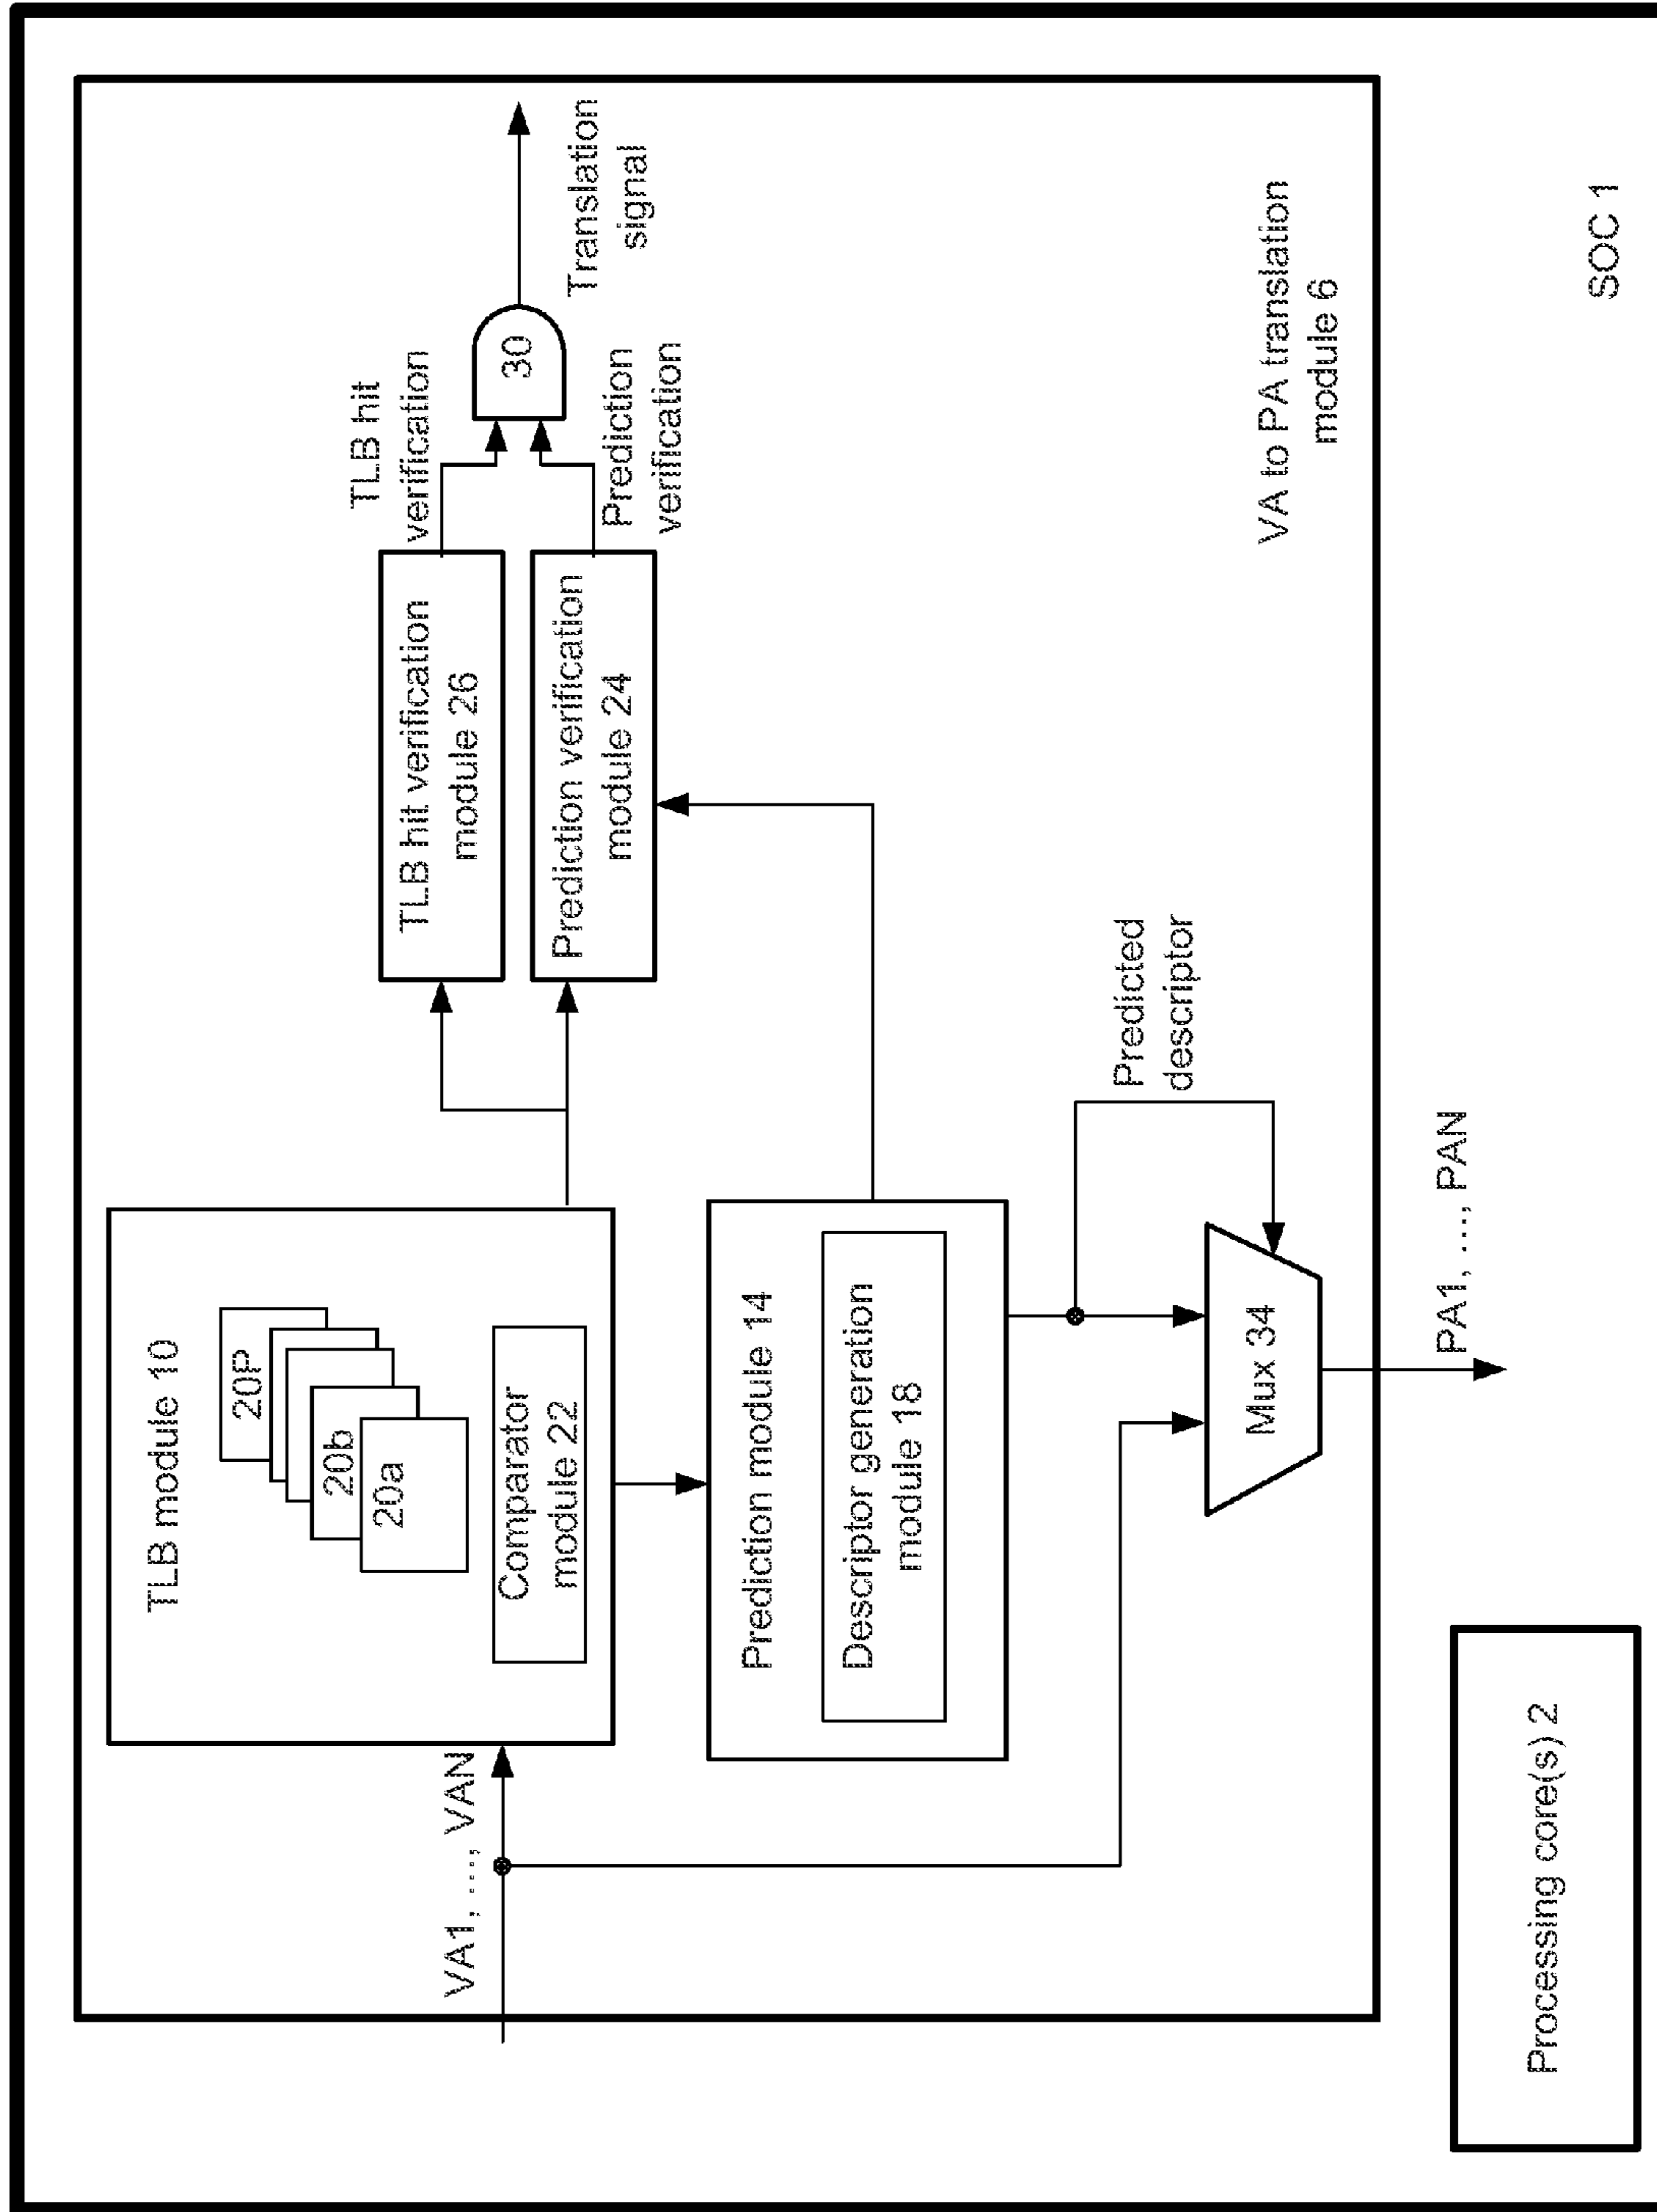 TLB module 10
20P
20b
20a
Comparator
module 22
VA1, ..., VAN
TLB hit verification
module 26
Prediction verification
module 24
TLB hit
verification
Prediction
verification
30
Translation
signal
Prediction module 14
Descriptor generation
module 18
Predicted
descriptor
Mux 34
PA1, ..., PAN
VA to PA translation
module 6
Processing core(s) 2
SOC 1